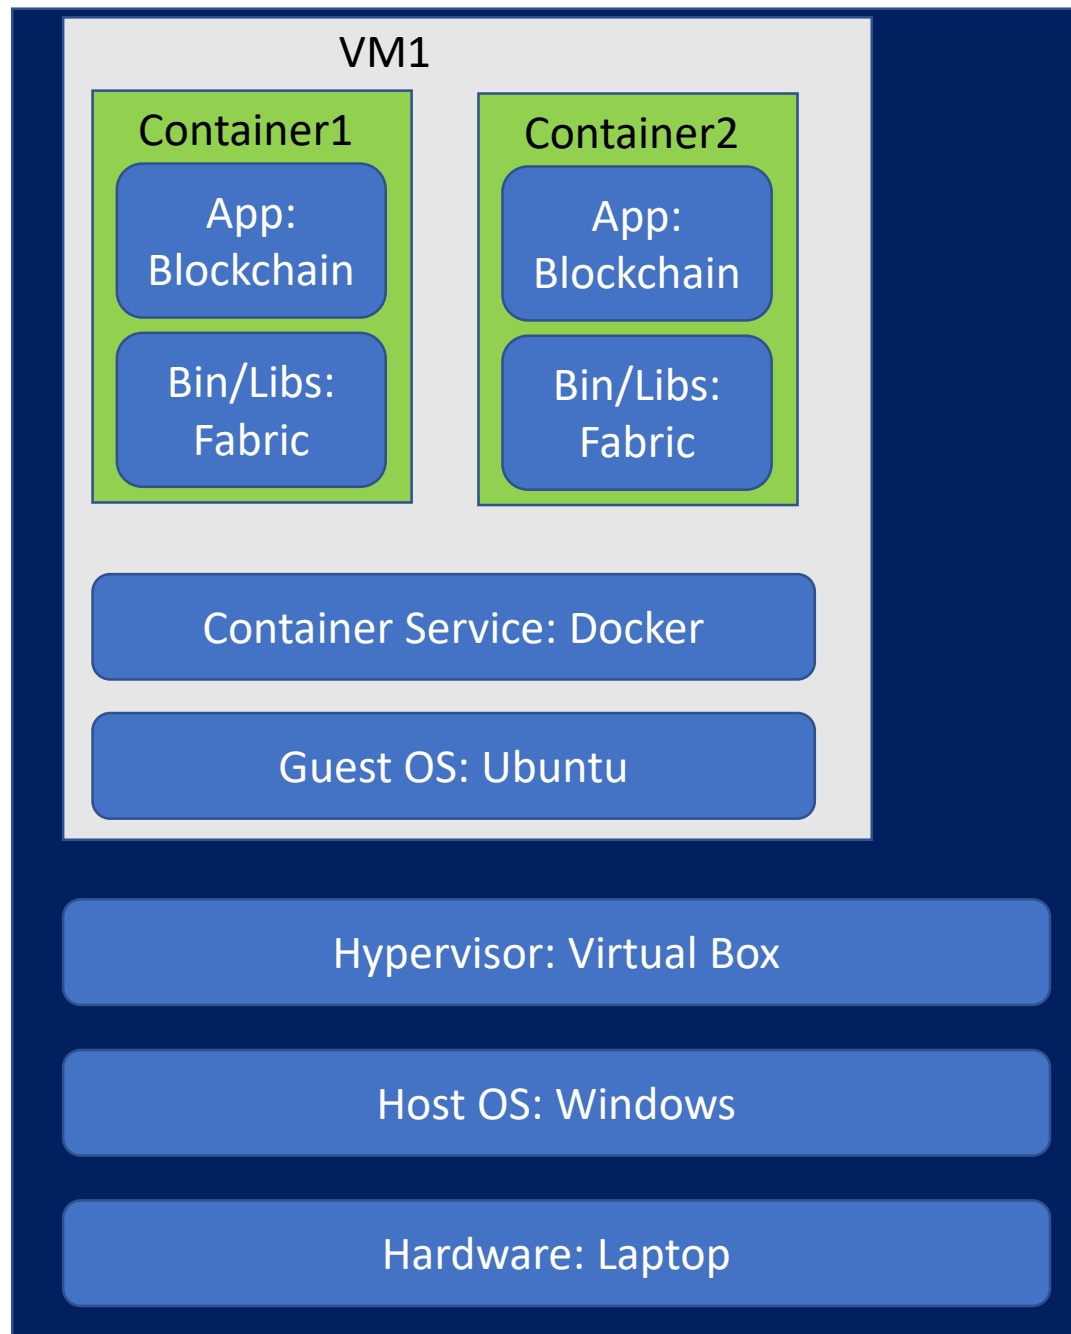 VM1
Container1
App:
Blockchain
Bin/Libs:
Fabric
Container2
App:
Blockchain
Bin/Libs:
Fabric
Container Service: Docker
Guest OS: Ubuntu
Hypervisor: Virtual Box
Host OS: Windows
Hardware: Laptop